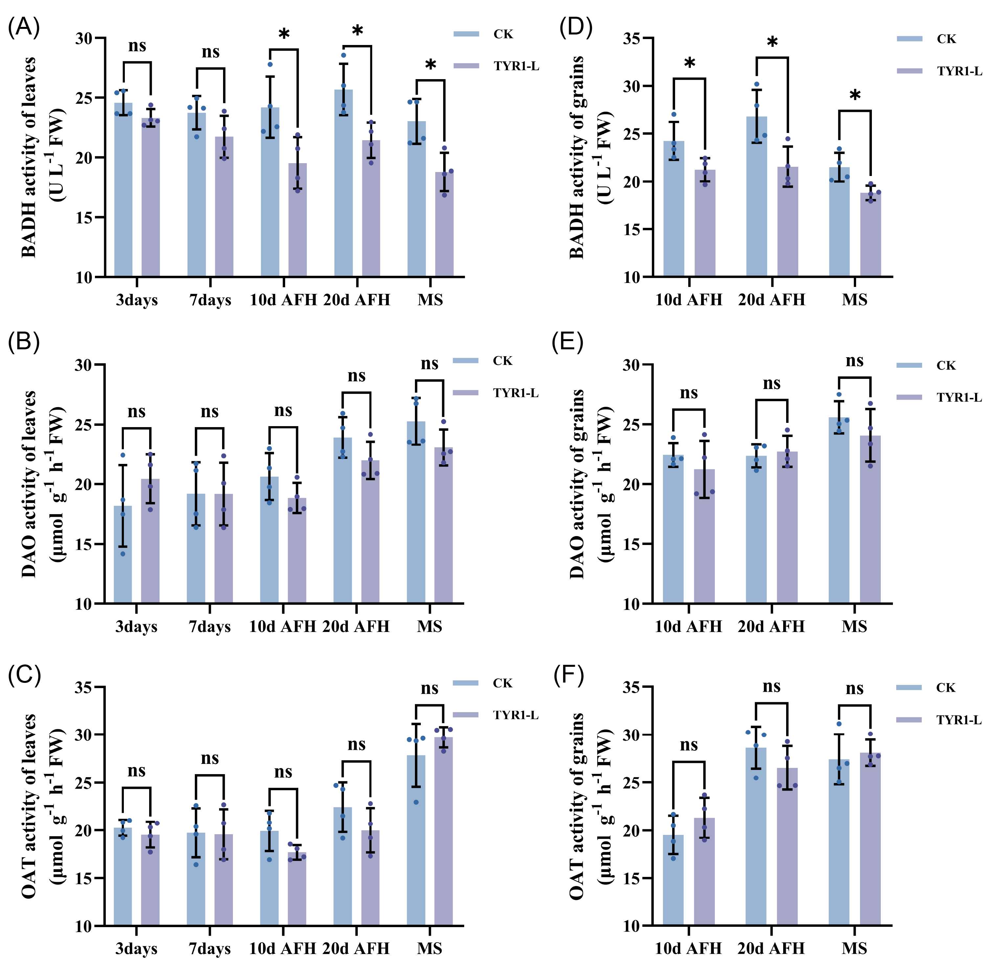 (A)
BADH activity of leaves
(U L⁻¹ FW)
30
25
20
15
10
ns
ns
*
*
*
CK
TYR1-L
3days 7days 10d AFH 20d AFH MS
(D)
BADH activity of grains
(U L⁻¹ FW)
35
30
25
20
15
10
*
*
*
CK
TYR1-L
10d AFH 20d AFH MS
(B)
DAO activity of leaves
(µmol g⁻¹ h⁻¹ FW)
30
25
20
15
10
ns
ns
ns
ns
ns
CK
TYR1-L
3days 7days 10d AFH 20d AFH MS
(E)
DAO activity of grains
(µmol g⁻¹ h⁻¹ FW)
30
25
20
15
10
ns
ns
ns
CK
TYR1-L
10d AFH 20d AFH MS
(C)
OAT activity of leaves
(µmol g⁻¹ h⁻¹ FW)
35
30
25
20
15
10
ns
ns
ns
ns
ns
CK
TYR1-L
3days 7days 10d AFH 20d AFH MS
(F)
OAT activity of grains
(µmol g⁻¹ h⁻¹ FW)
35
30
25
20
15
10
ns
ns
ns
CK
TYR1-L
10d AFH 20d AFH MS